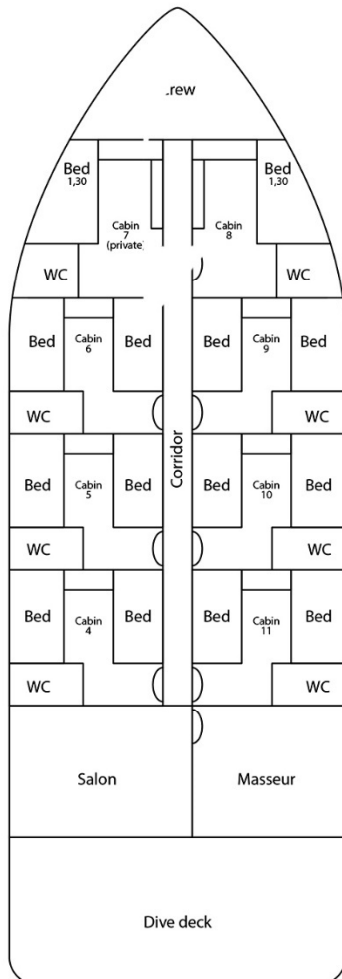 .rew
Bed Bed
1,30 1,30
Cabin Cabin
7 8
(private)
WC WC
Bed Cabin Bed Bed Cabin Bed
6 9
WC WC
Corridor
Bed Cabin Bed Bed Cabin Bed
5 10
WC WC
Bed Cabin Bed Bed Cabin Bed
4 11
WC WC
Salon Masseur
Dive deck